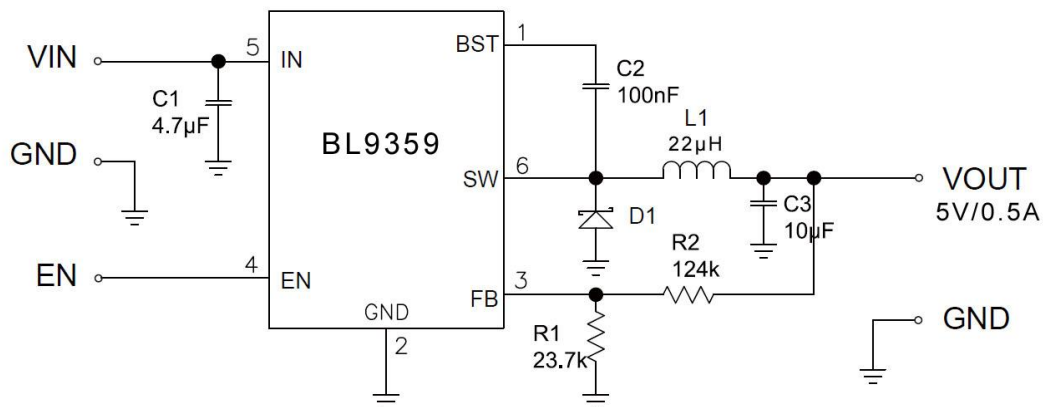 VIN
5
IN
C1
4.7µF
GND
EN
4
EN
BL9359
GND
2
BST
1
C2
100nF
SW
6
L1
22µH
D1
C3
10µF
VOUT
5V/0.5A
FB
3
R2
124k
R1
23.7k
GND